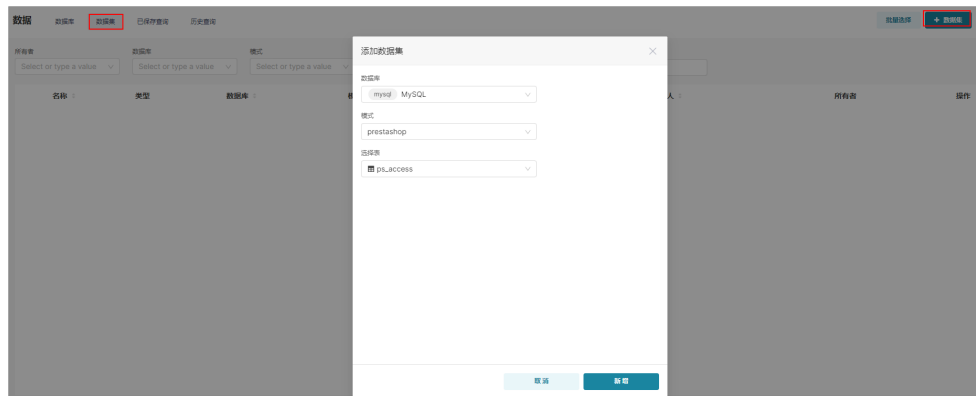 数据 数据库 数据集 已保存查询 历史查询 批量选择 + 数据集
所有者 数据库 模式
Select or type a value Select or type a value Select or type a value
名称 类型 数据库 模 人 所有者 操作
添加数据集
数据库
mysql MySQL
模式
prestashop
选择表
ps_access
取消 新增